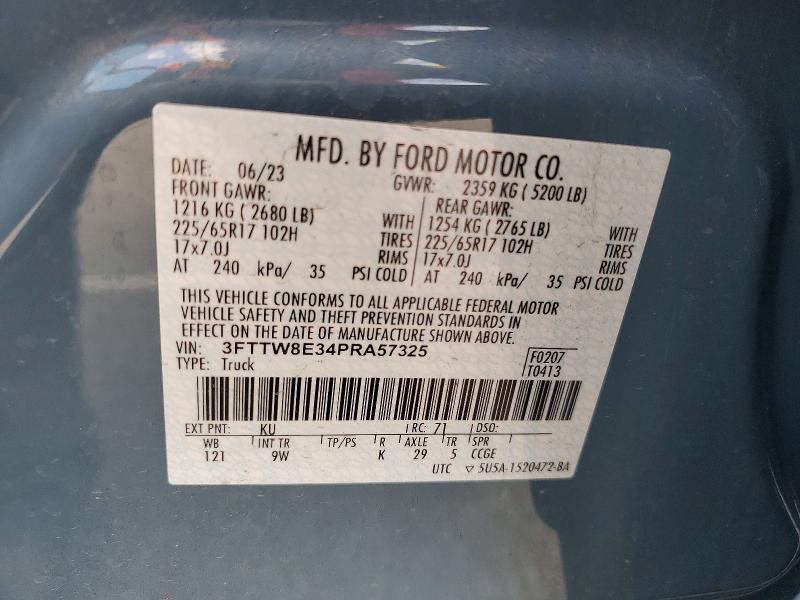 MFD. BY FORD MOTOR CO.
DATE: 06/23 GVWR: 2359 KG ( 5200 LB)
FRONT GAWR: REAR GAWR:
1216 KG ( 2680 LB) WITH 1254 KG ( 2765 LB) WITH
225/65R17 102H TIRES 225/65R17 102H TIRES
17x7.0J RIMS 17x7.0J RIMS
AT 240 kPa/ 35 PSI COLD AT 240 kPa/ 35 PSI COLD
THIS VEHICLE CONFORMS TO ALL APPLICABLE FEDERAL MOTOR
VEHICLE SAFETY AND THEFT PREVENTION STANDARDS IN
EFFECT ON THE DATE OF MANUFACTURE SHOWN ABOVE.
VIN: 3FTTW8E34PRA57325 F0207
TYPE: Truck T0413
EXT PNT: KU RC: 71 DSO:
WB INT TR TP/PS R AXLE TR SPR
121 9W K 29 5 CCGE
UTC ▽ 5U5A-1520472-BA